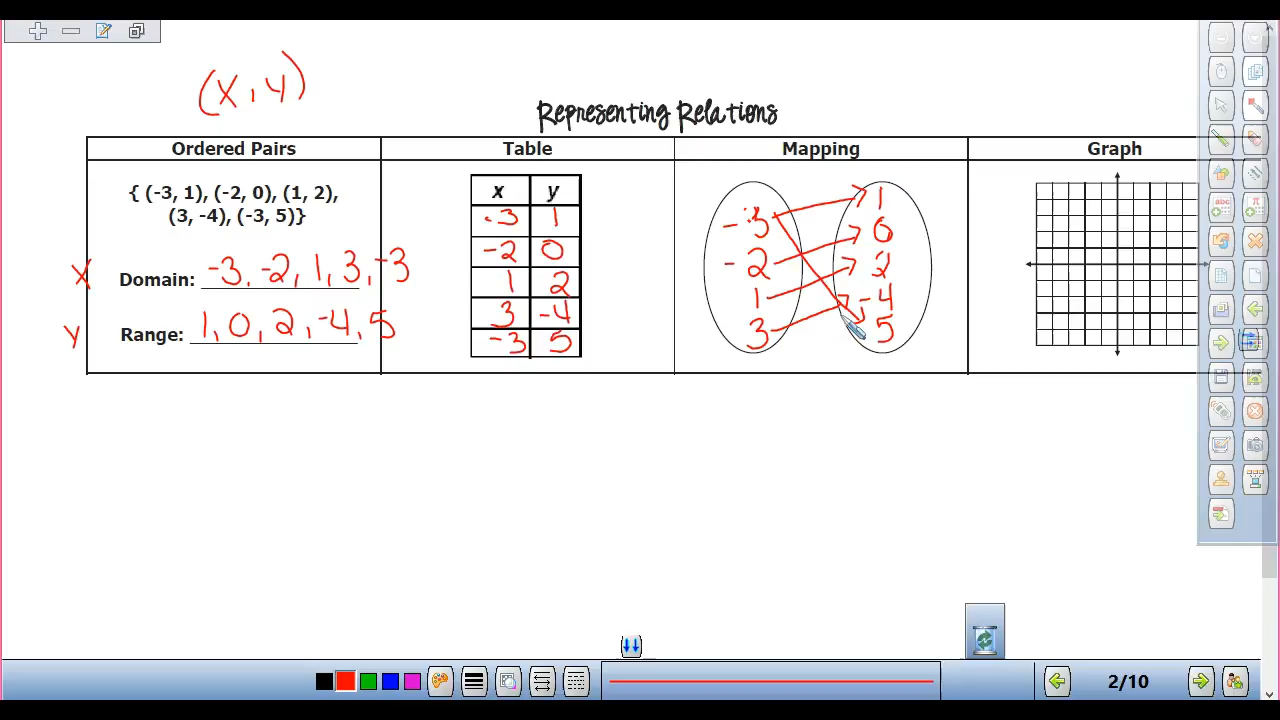 (x, y)
Representing Relations
Ordered Pairs
Table
Mapping
Graph
{ (-3, 1), (-2, 0), (1, 2),
(3, -4), (-3, 5)}
x Domain: -3, -2, 1, 3, -3
y Range: 1, 0, 2, -4, 5
x y
-3 1
-2 0
1 2
3 -4
-3 5
-3 1
-2 0
1 2
3 -4
5
abc
π
2/10